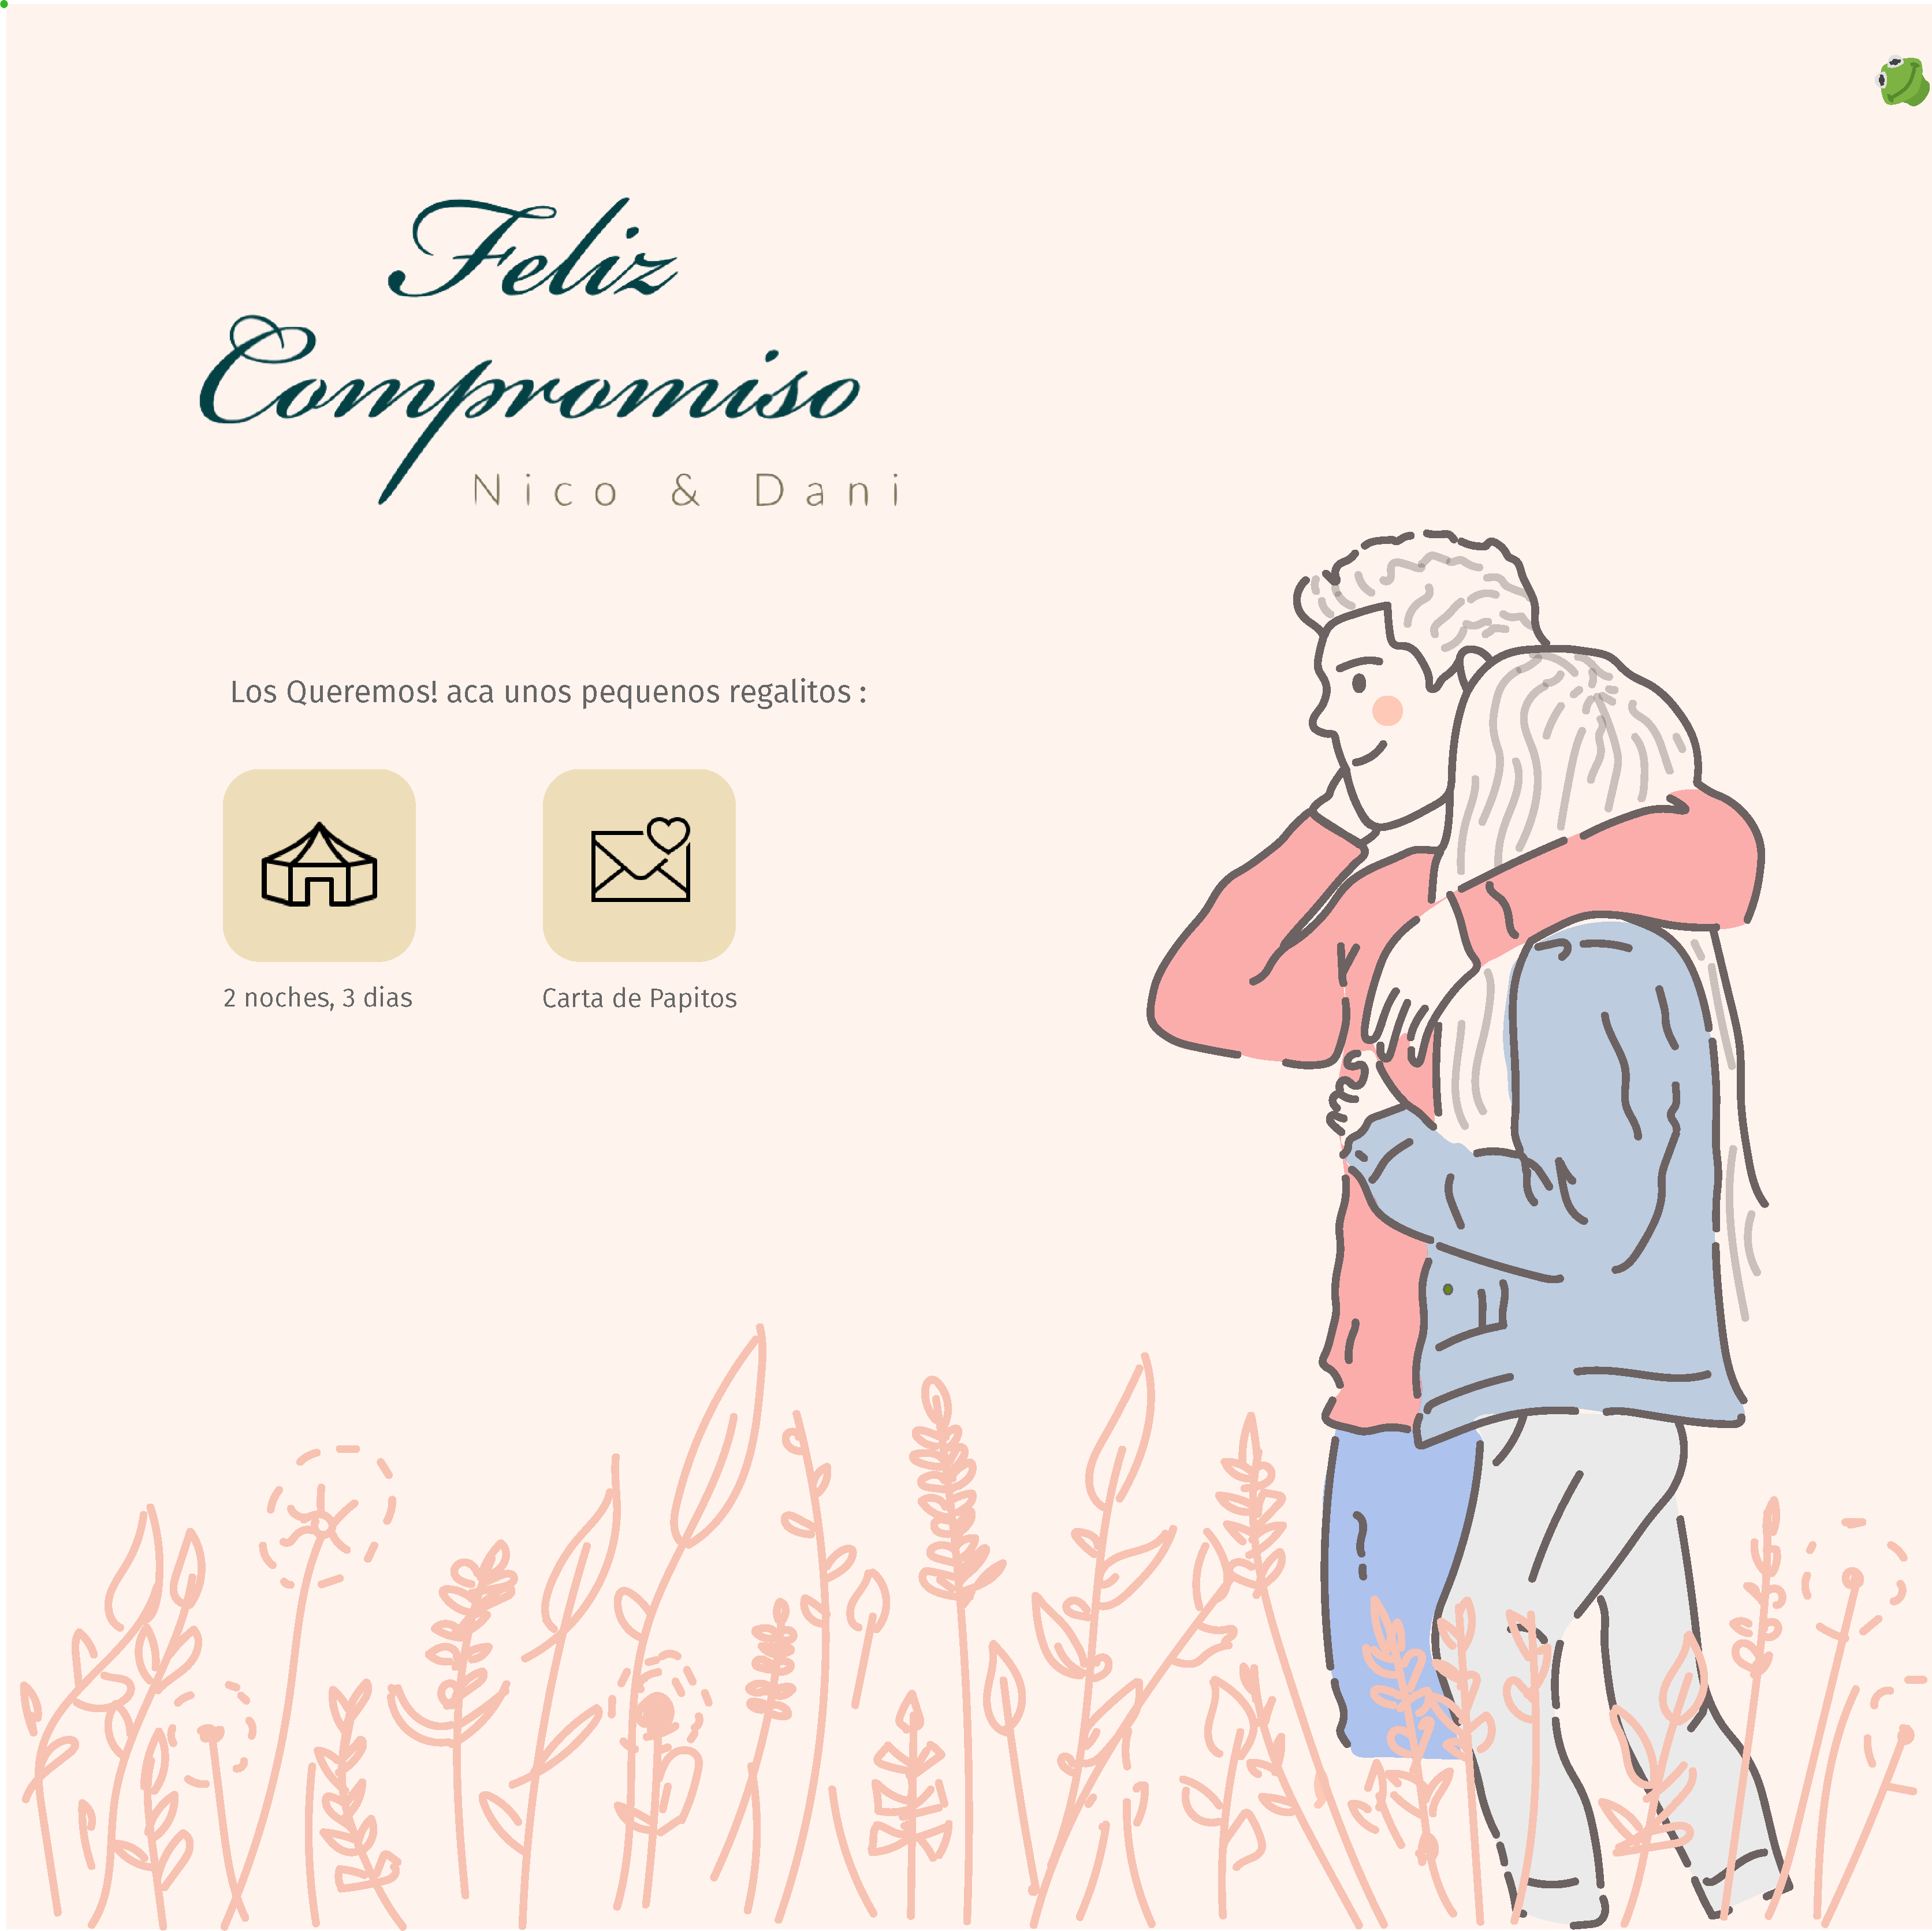 Feliz
Compromiso
Nico & Dani
Los Queremos! aca unos pequenos regalitos :
2 noches, 3 dias
Carta de Papitos